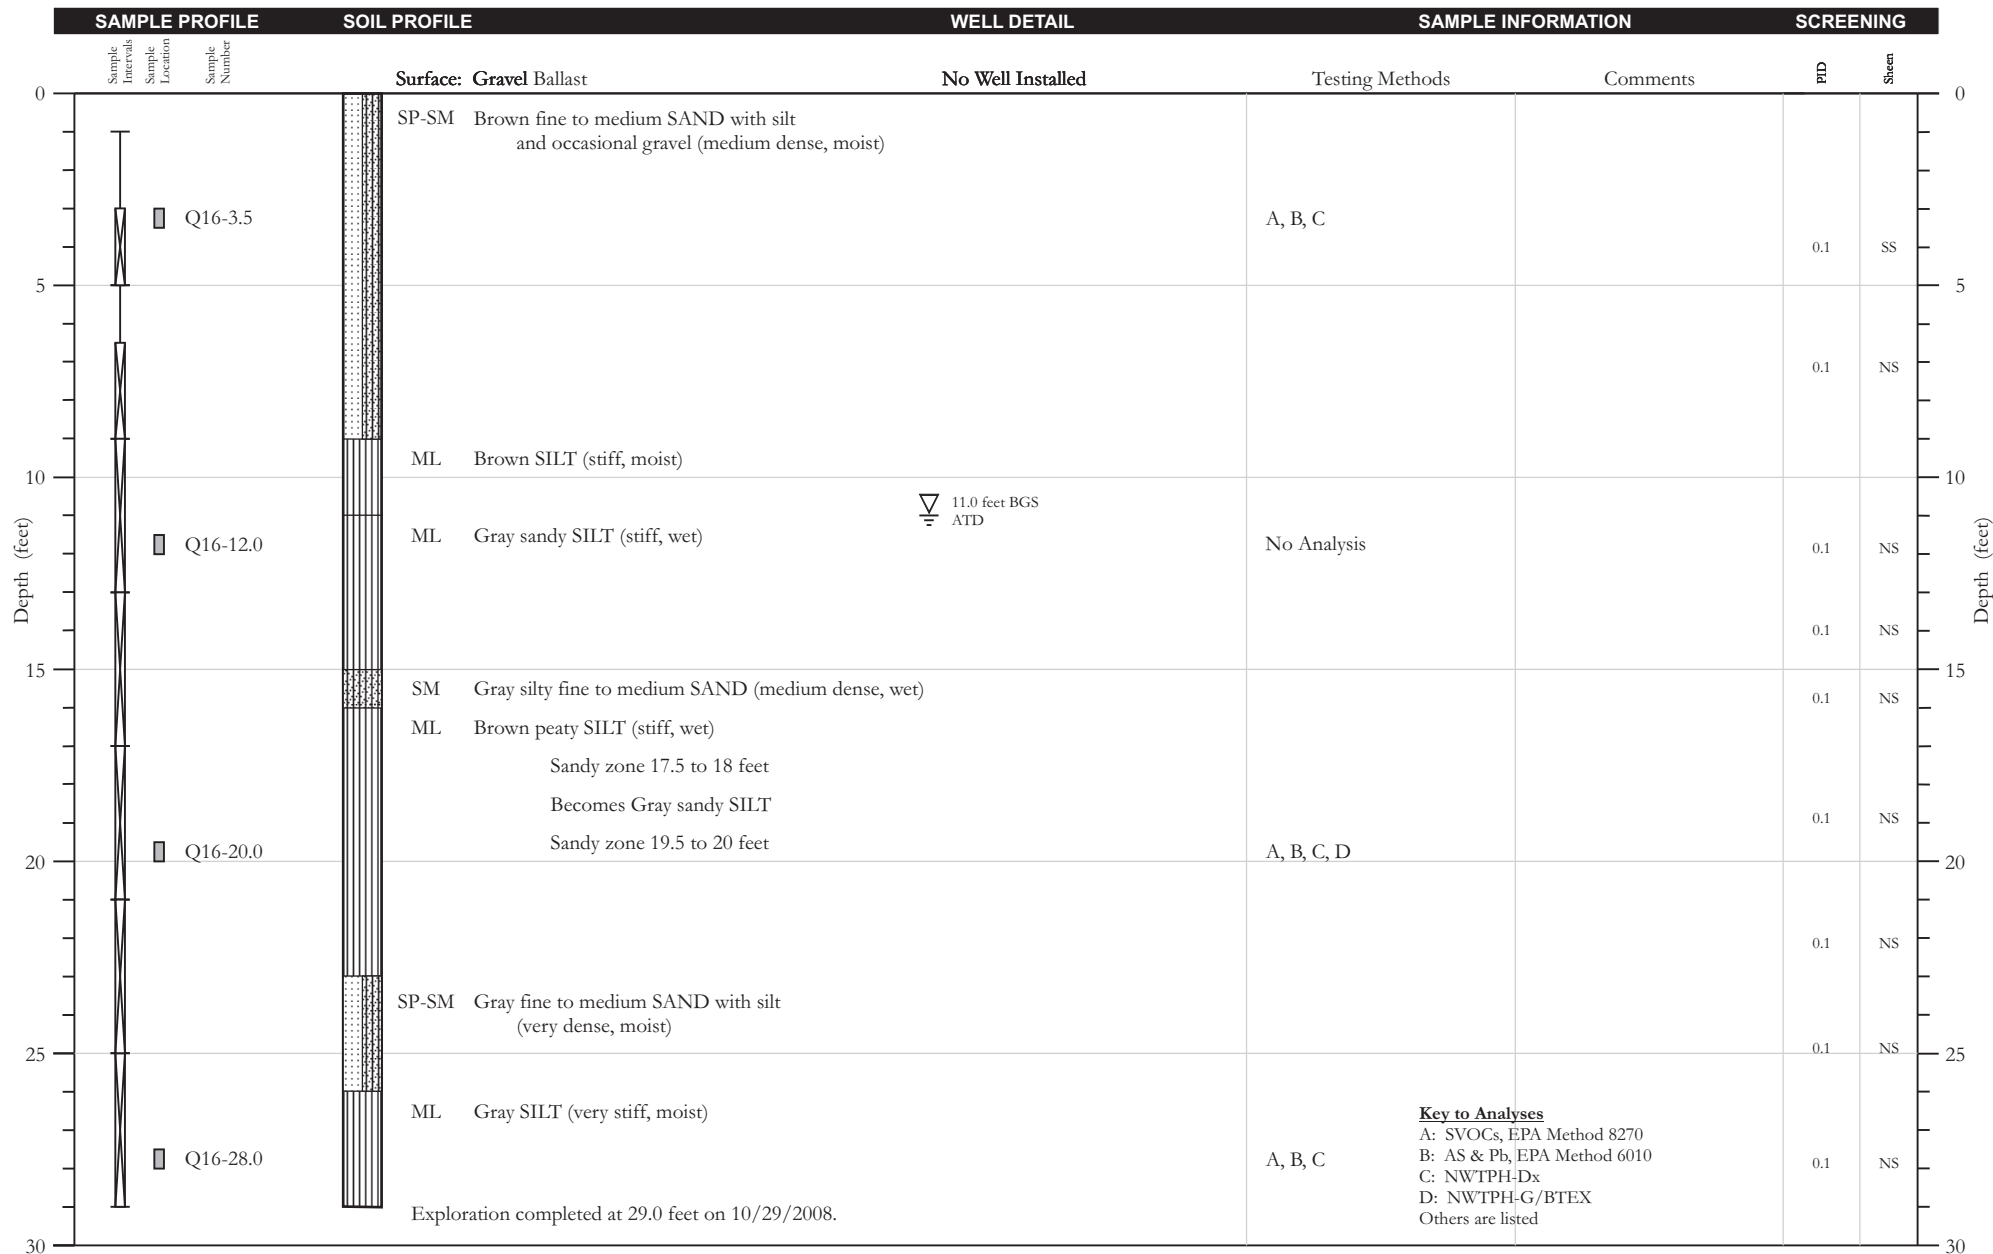 SAMPLE PROFILE SOIL PROFILE WELL DETAIL SAMPLE INFORMATION SCREENING
Sample Intervals
Sample Location
Sample Number
Surface: Gravel Ballast No Well Installed Testing Methods Comments PID Sheen
0 0
SP-SM Brown fine to medium SAND with silt
and occasional gravel (medium dense, moist)
Q16-3.5 A, B, C
0.1 SS
5 5
0.1 NS
ML Brown SILT (stiff, moist)
10 10
11.0 feet BGS
ATD
ML Gray sandy SILT (stiff, wet)
Q16-12.0 No Analysis 0.1 NS
Depth (feet) Depth (feet)
0.1 NS
15 15
SM Gray silty fine to medium SAND (medium dense, wet) 0.1 NS
ML Brown peaty SILT (stiff, wet)
Sandy zone 17.5 to 18 feet
Becomes Gray sandy SILT
0.1 NS
Sandy zone 19.5 to 20 feet
Q16-20.0 A, B, C, D
20 20
0.1 NS
SP-SM Gray fine to medium SAND with silt
(very dense, moist)
0.1 NS
25 25
ML Gray SILT (very stiff, moist)
Key to Analyses
A: SVOCs, EPA Method 8270
B: AS & Pb, EPA Method 6010
Q16-28.0 A, B, C 0.1 NS
C: NWTPH-Dx
D: NWTPH-G/BTEX
Others are listed
Exploration completed at 29.0 feet on 10/29/2008.
30 30